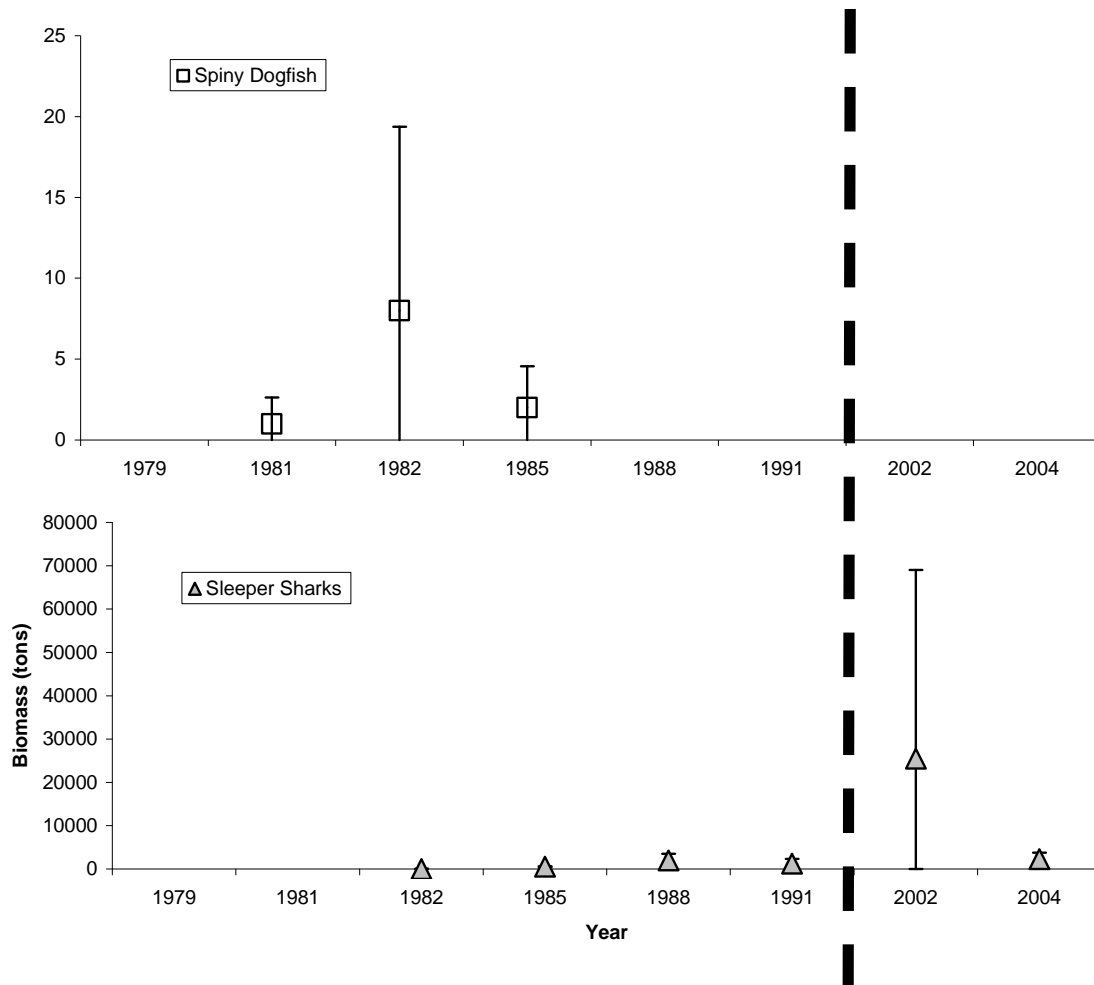 25
Spiny Dogfish
20
15
10
5
0
1979 1981 1982 1985 1988 1991 2002 2004
80000
70000
Sleeper Sharks
60000
50000
40000
30000
20000
10000
0
Biomass (tons)
1979 1981 1982 1985 1988 1991 2002 2004
Year